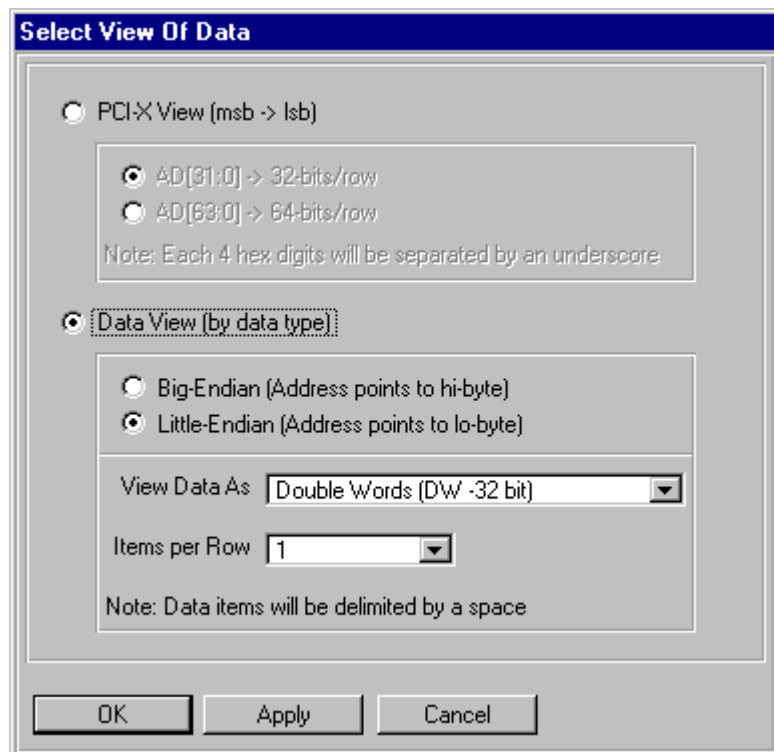 Select View Of Data
PCI-X View (msb -> lsb)
AD[31:0] -> 32-bits/row
AD[63:0] -> 64-bits/row
Note: Each 4 hex digits will be separated by an underscore
Data View (by data type)
Big-Endian (Address points to hi-byte)
Little-Endian (Address points to lo-byte)
View Data As Double Words (DW -32 bit)
Items per Row 1
Note: Data items will be delimited by a space
OK Apply Cancel